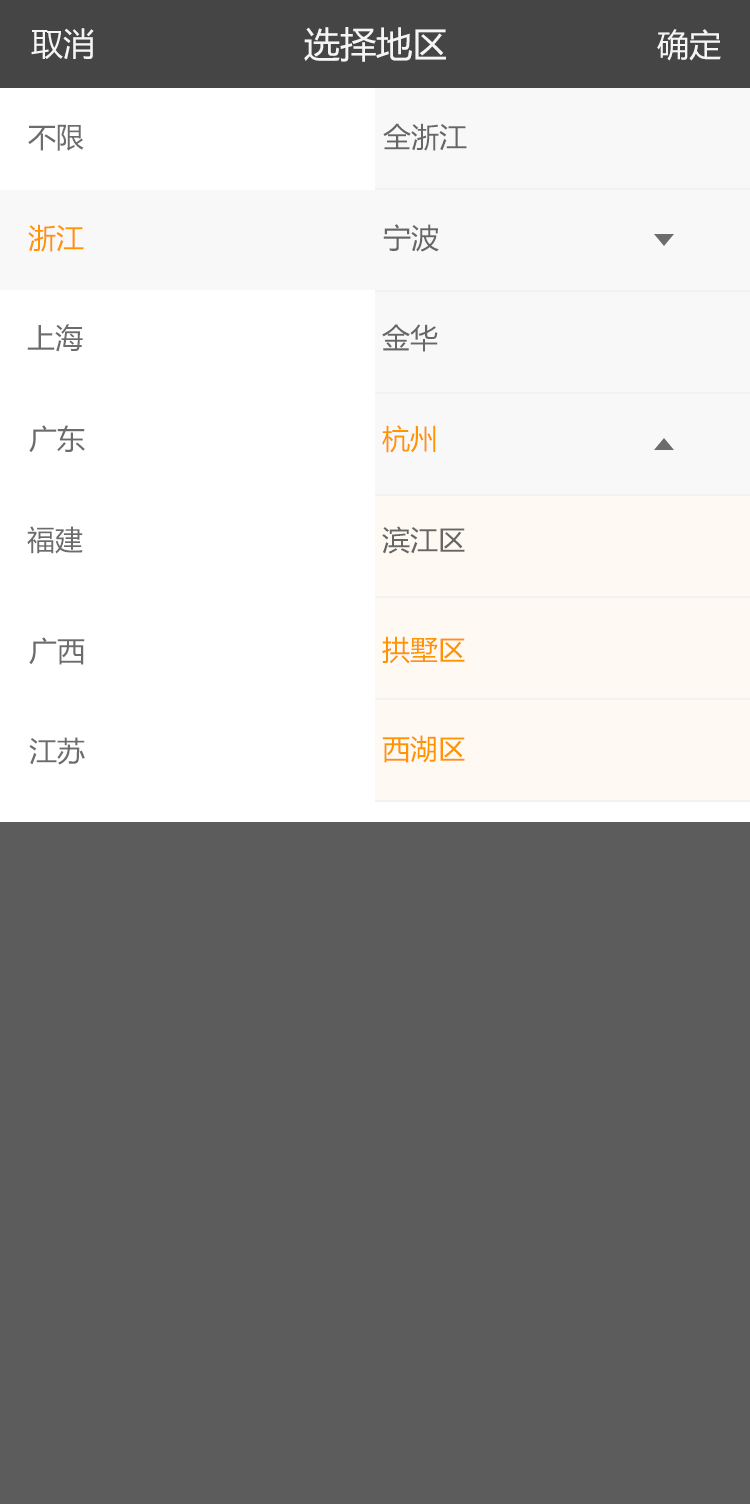 取消 选择地区 确定
不限 全浙江
浙江 宁波
上海 金华
广东 杭州
福建 滨江区
广西 拱墅区
江苏 西湖区